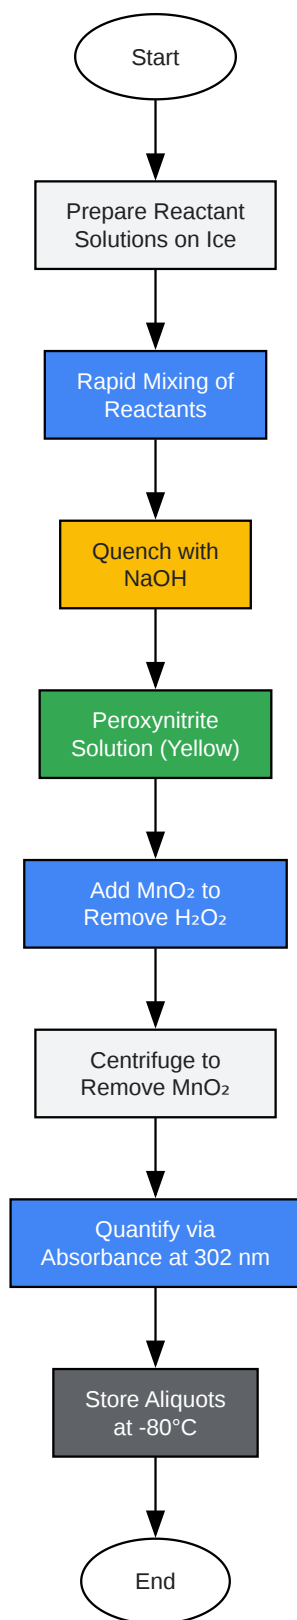 Start
Prepare Reactant
Solutions on Ice
Rapid Mixing of
Reactants
Quench with
NaOH
Peroxynitrite
Solution (Yellow)
Add MnO₂ to
Remove H₂O₂
Centrifuge to
Remove MnO₂
Quantify via
Absorbance at 302 nm
Store Aliquots
at -80°C
End